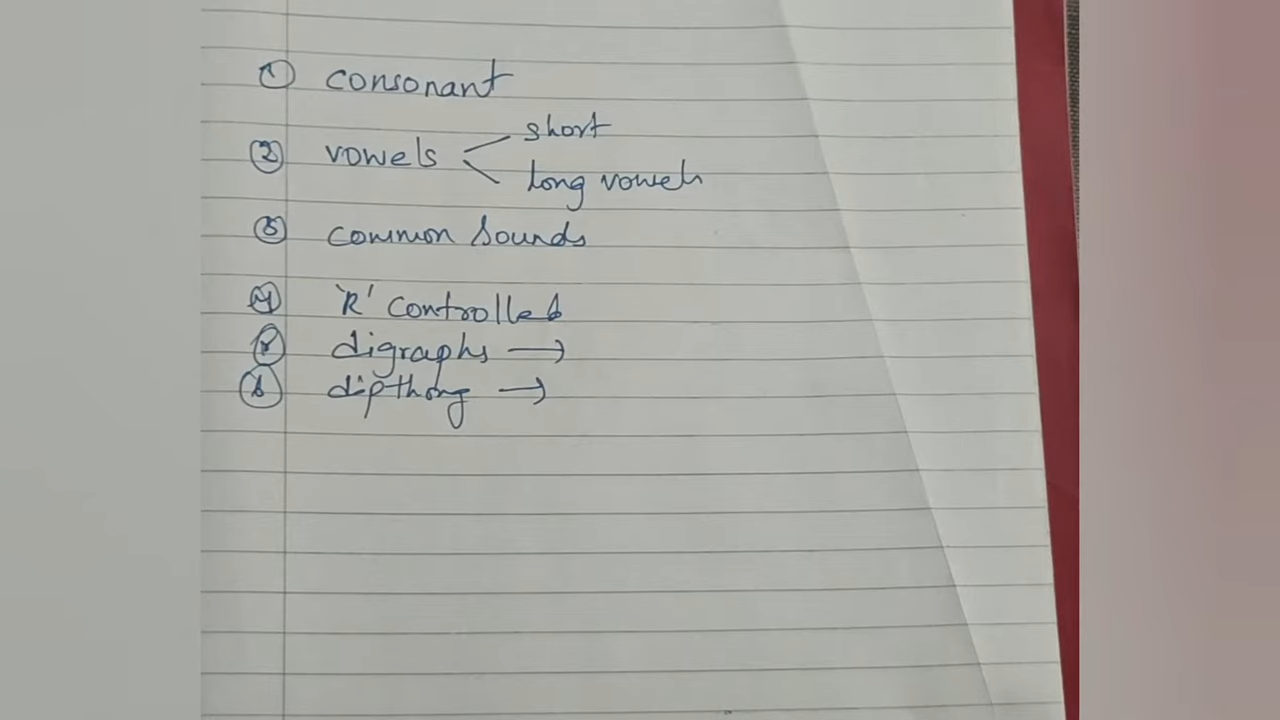 ① consonant
② vowels < short
long vowels
③ common sounds
④ 'R' controlled
⑤ digraphs →
⑥ dipthong →